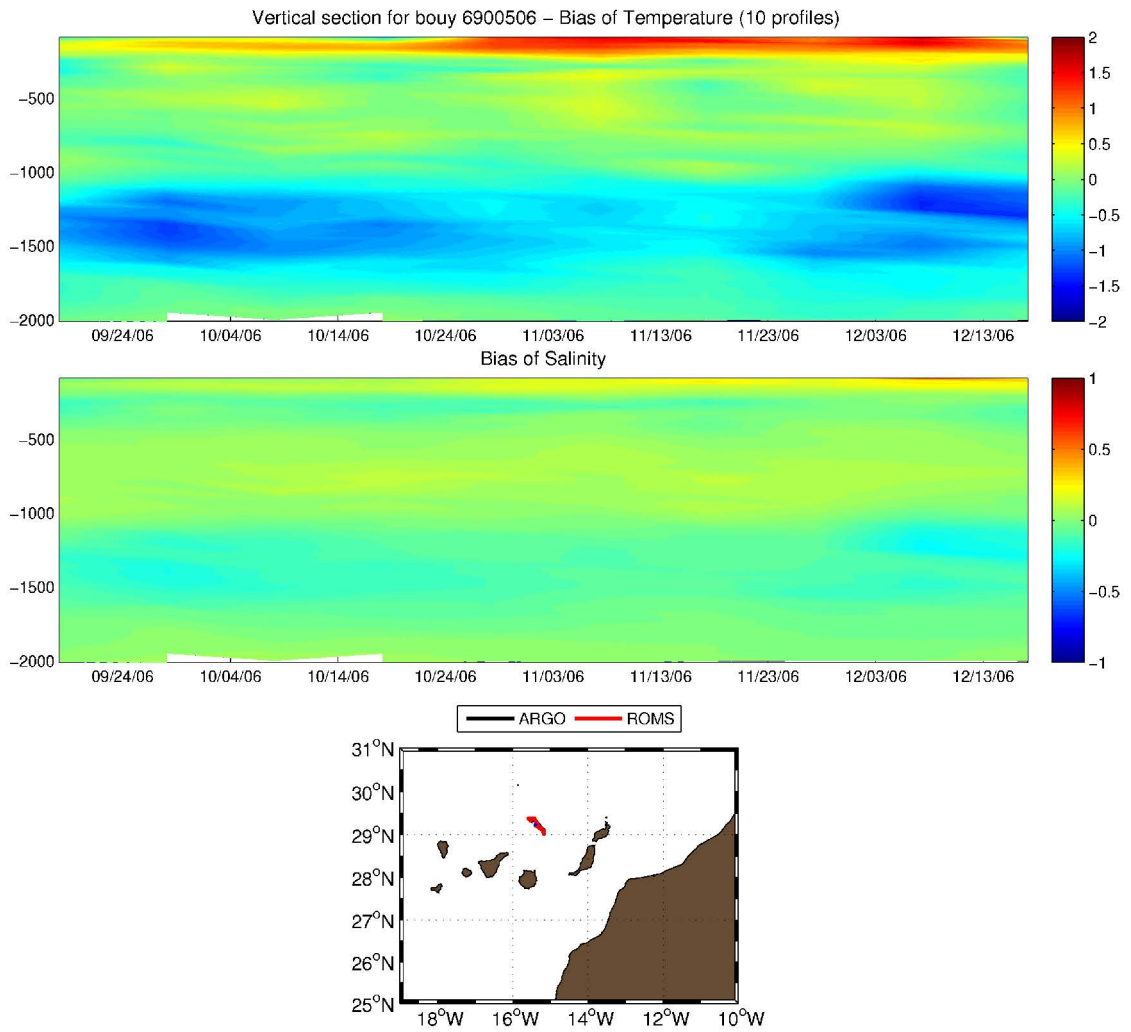 Vertical section for bouy 6900506 – Bias of Temperature (10 profiles)
2
1.5
1
0.5
0
−0.5
−1
−1.5
−2
−500
−1000
−1500
−2000
09/24/06 10/04/06 10/14/06 10/24/06 11/03/06 11/13/06 11/23/06 12/03/06 12/13/06
Bias of Salinity
1
0.5
0
−0.5
−1
−500
−1000
−1500
−2000
09/24/06 10/04/06 10/14/06 10/24/06 11/03/06 11/13/06 11/23/06 12/03/06 12/13/06
ARGO ROMS
31°N
30°N
29°N
28°N
27°N
26°N
25°N
18°W 16°W 14°W 12°W 10°W